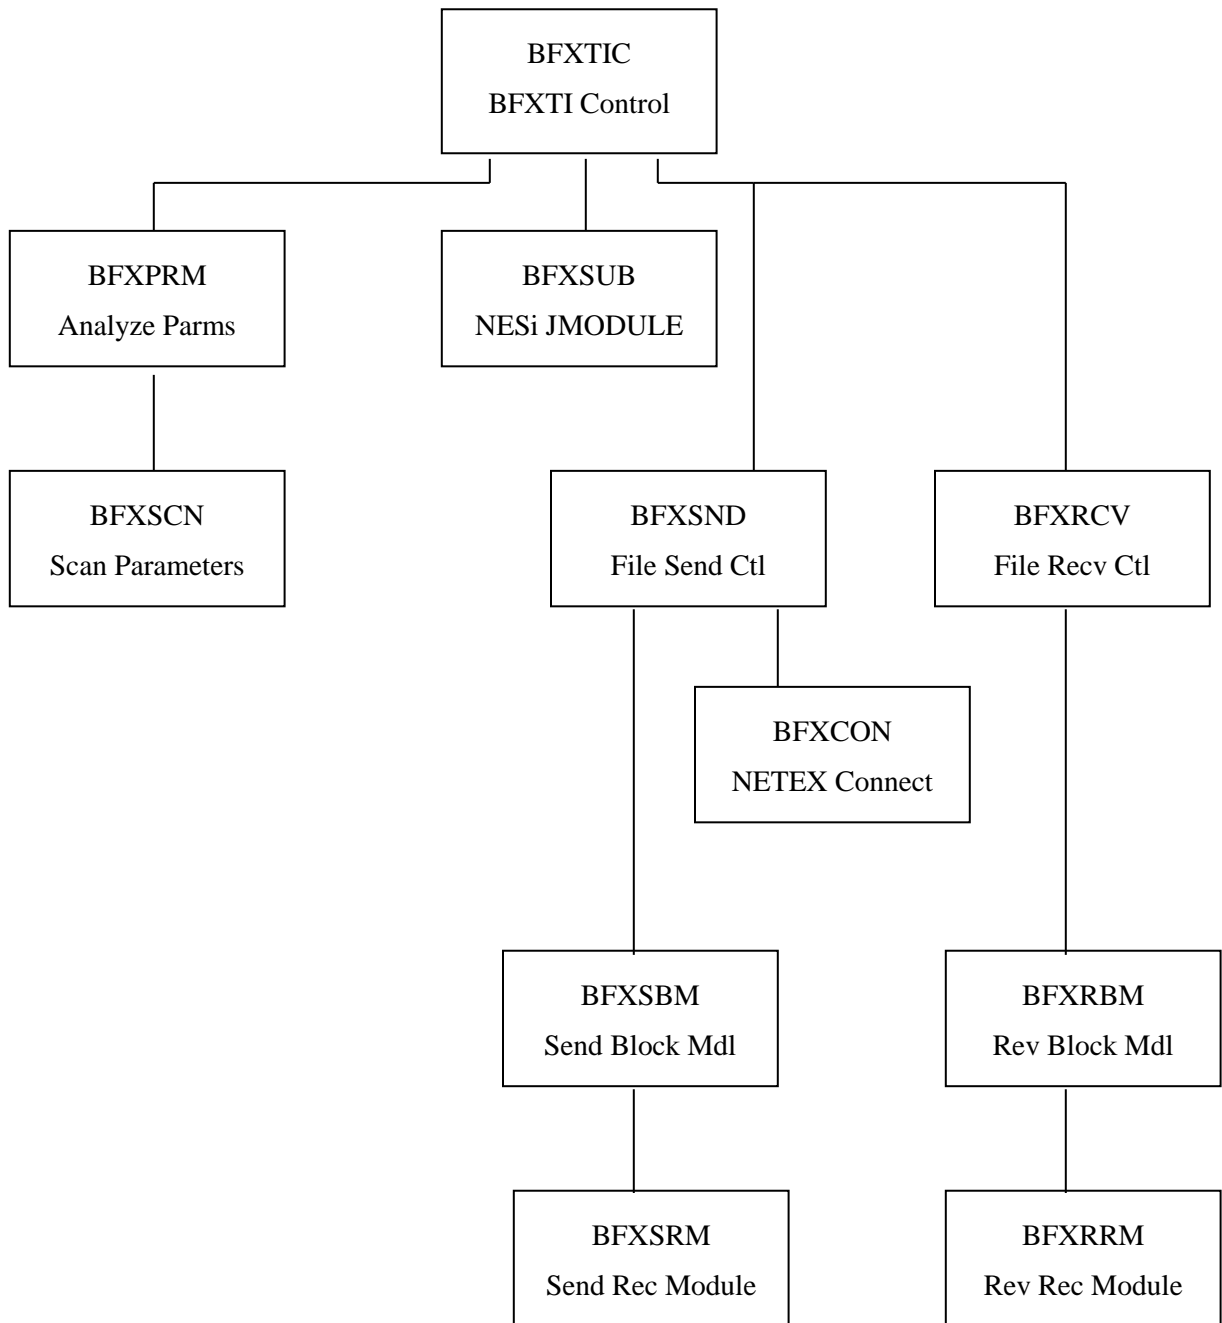 BFXTIC
BFXTI Control
BFXPRM
Analyze Parms
BFXSUB
NESi JMODULE
BFXSCN
Scan Parameters
BFXSND
File Send Ctl
BFXRCV
File Recv Ctl
BFXCON
NETEX Connect
BFXSBM
Send Block Mdl
BFXRBM
Rev Block Mdl
BFXSRM
Send Rec Module
BFXRRM
Rev Rec Module